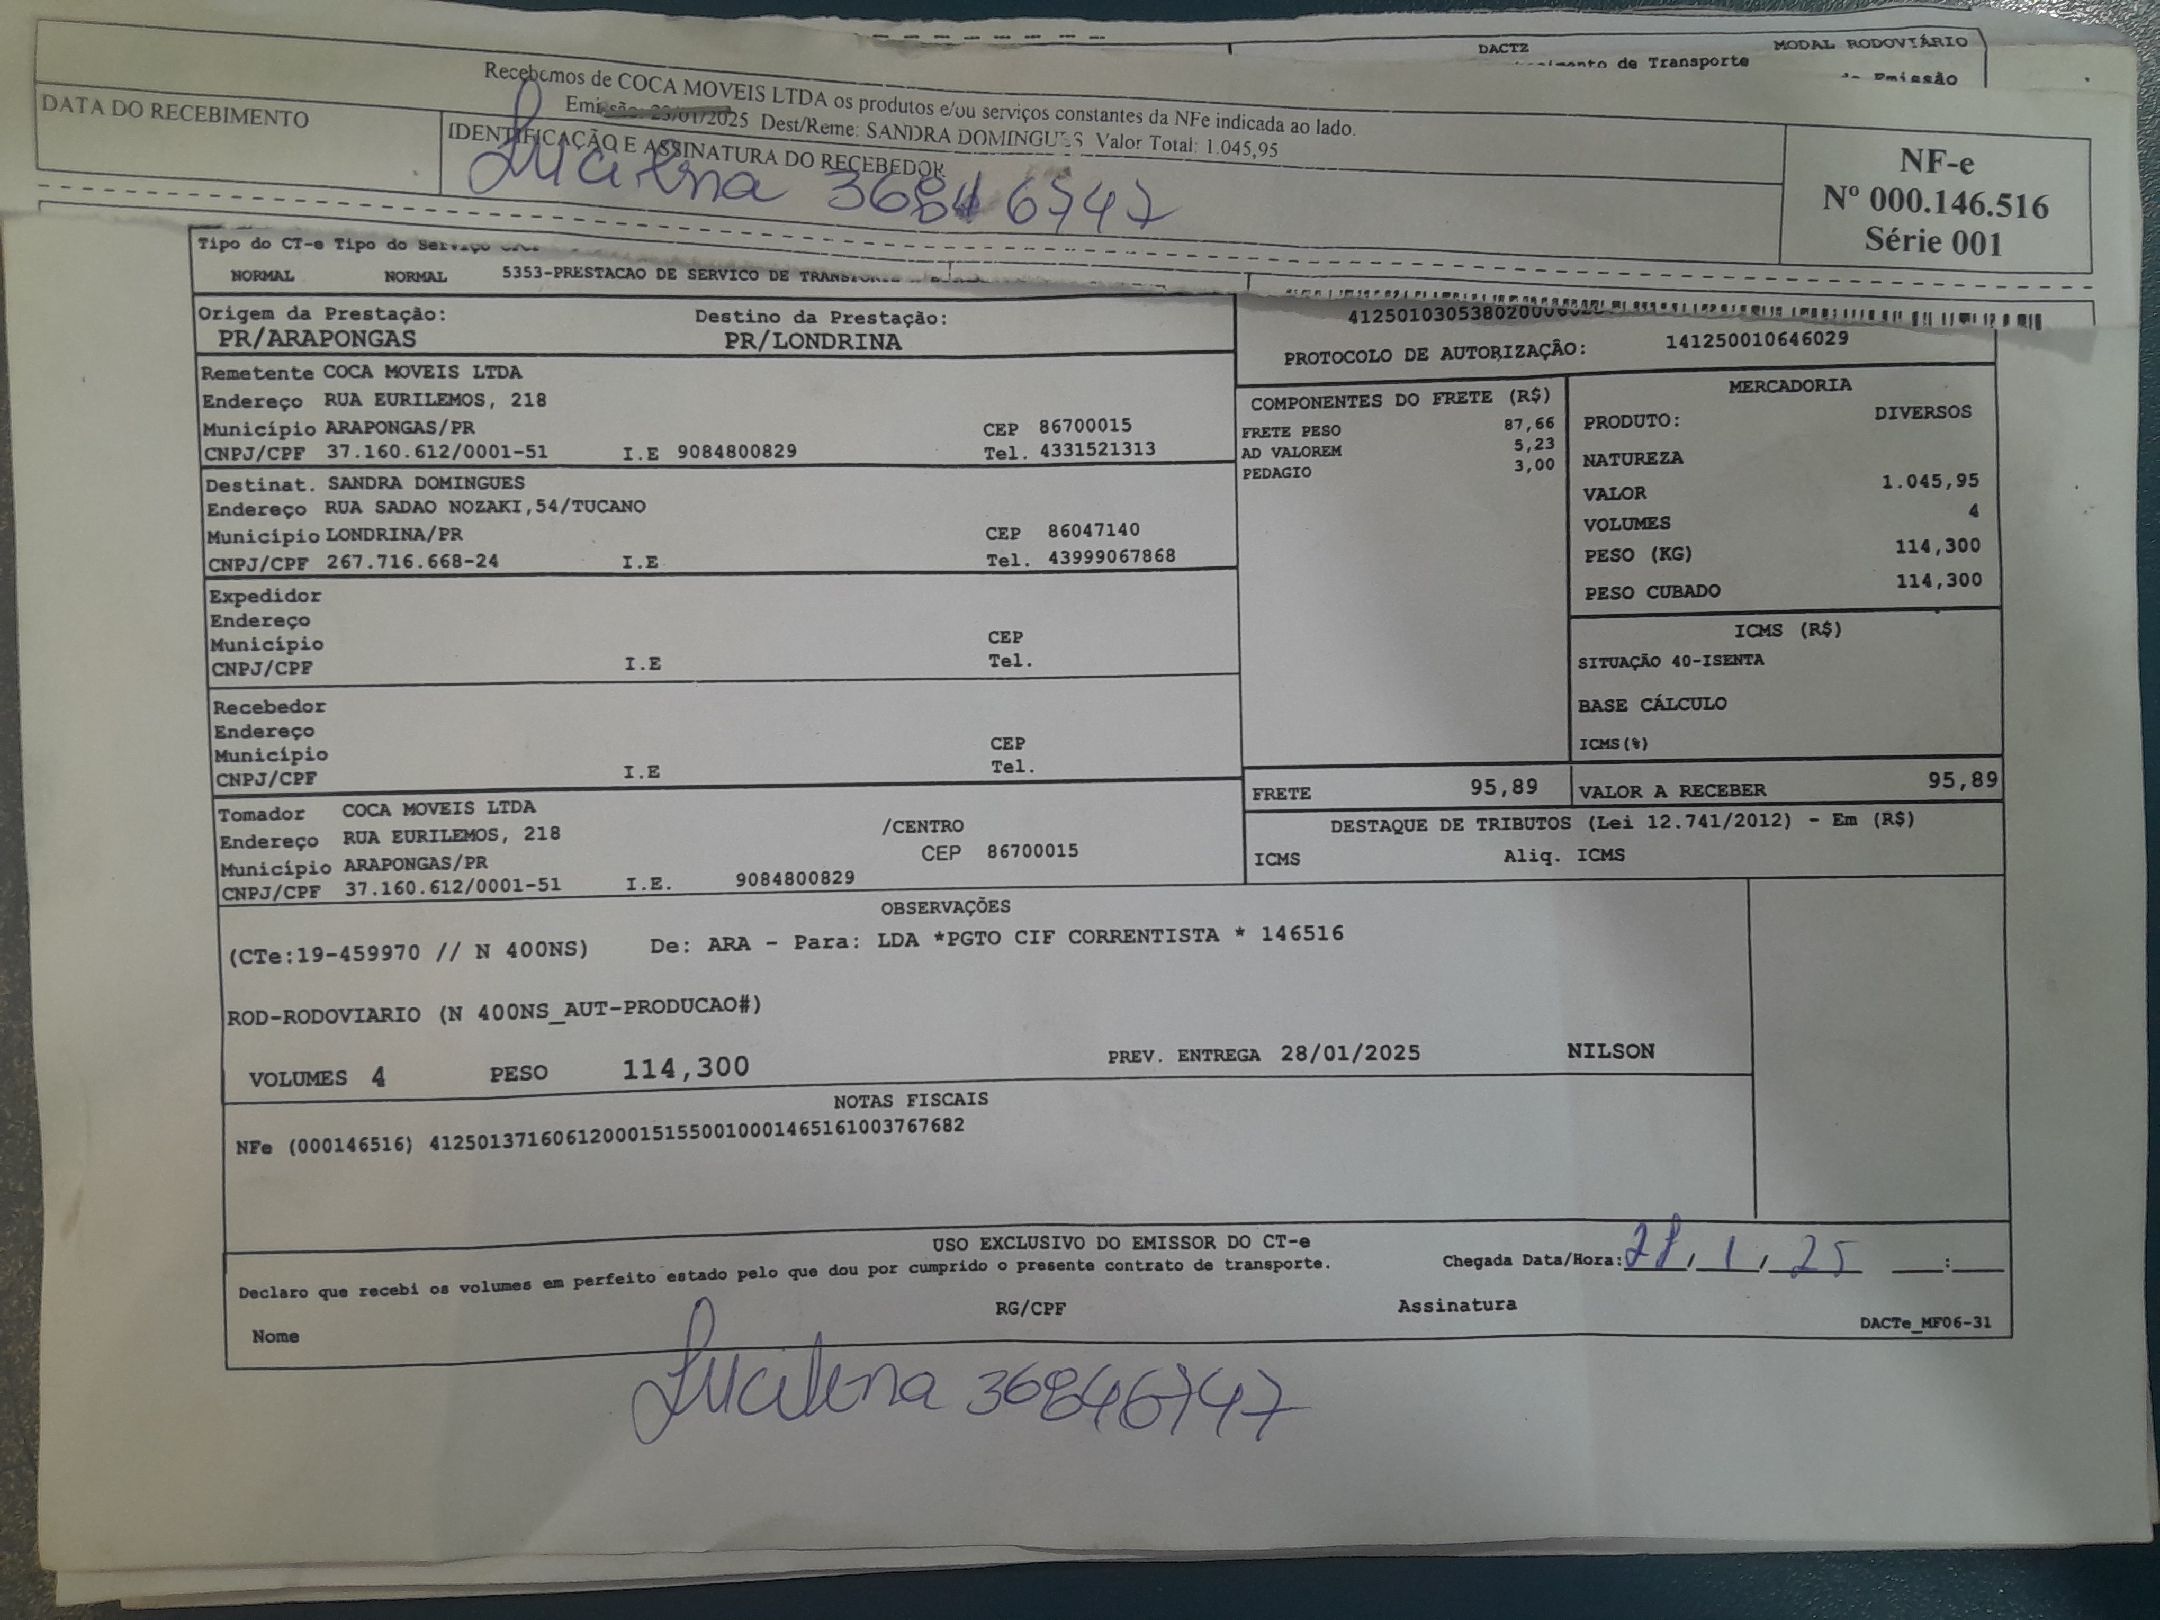 DACTE
MODAL RODOVIÁRIO
de Transporte
Emissão
Recebemos de COCA MOVEIS LTDA os produtos e/ou serviços constantes da NFe indicada ao lado.
Emissão: 23/01/2025 Dest/Reme: SANDRA DOMINGUES Valor Total: 1.045,95
DATA DO RECEBIMENTO
IDENTIFICAÇÃO E ASSINATURA DO RECEBEDOR
Lucilena 36846747
NF-e
Nº 000.146.516
Série 001
Tipo do CT-e Tipo do Serviço
NORMAL NORMAL 5353-PRESTACAO DE SERVICO DE
Origem da Prestação: Destino da Prestação:
PR/ARAPONGAS PR/LONDRINA
PROTOCOLO DE AUTORIZAÇÃO: 141250010646029
Remetente COCA MOVEIS LTDA
Endereço RUA EURILEMOS, 218
Município ARAPONGAS/PR CEP 86700015
CNPJ/CPF 37.160.612/0001-51 I.E 9084800829 Tel. 4331521313
Destinat. SANDRA DOMINGUES
Endereço RUA SADAO NOZAKI,54/TUCANO
Município LONDRINA/PR CEP 86047140
CNPJ/CPF 267.716.668-24 I.E Tel. 43999067868
Expedidor
Endereço
Município CEP
CNPJ/CPF I.E Tel.
Recebedor
Endereço
Município CEP
CNPJ/CPF I.E Tel.
Tomador COCA MOVEIS LTDA
Endereço RUA EURILEMOS, 218 /CENTRO
Município ARAPONGAS/PR CEP 86700015
CNPJ/CPF 37.160.612/0001-51 I.E. 9084800829
COMPONENTES DO FRETE (R$)
FRETE PESO 87,66
AD VALOREM 5,23
PEDAGIO 3,00
MERCADORIA
PRODUTO: DIVERSOS
NATUREZA
VALOR 1.045,95
VOLUMES 4
PESO (KG) 114,300
PESO CUBADO 114,300
ICMS (R$)
SITUAÇÃO 40-ISENTA
BASE CÁLCULO
ICMS(%)
FRETE 95,89 VALOR A RECEBER 95,89
DESTAQUE DE TRIBUTOS (Lei 12.741/2012) - Em (R$)
ICMS Aliq. ICMS
OBSERVAÇÕES
(CTe:19-459970 // N 400NS) De: ARA - Para: LDA *PGTO CIF CORRENTISTA * 146516
ROD-RODOVIARIO (N 400NS_AUT-PRODUCAO#)
VOLUMES 4 PESO 114,300 PREV. ENTREGA 28/01/2025 NILSON
NOTAS FISCAIS
NFe (000146516) 41250137160612000151550010001465161003767682
USO EXCLUSIVO DO EMISSOR DO CT-e
Declaro que recebi os volumes em perfeito estado pelo que dou por cumprido o presente contrato de transporte. Chegada Data/Hora: 28/1/25 :
Nome RG/CPF Assinatura
DACTe_MF06-31
Lucilena 36846747